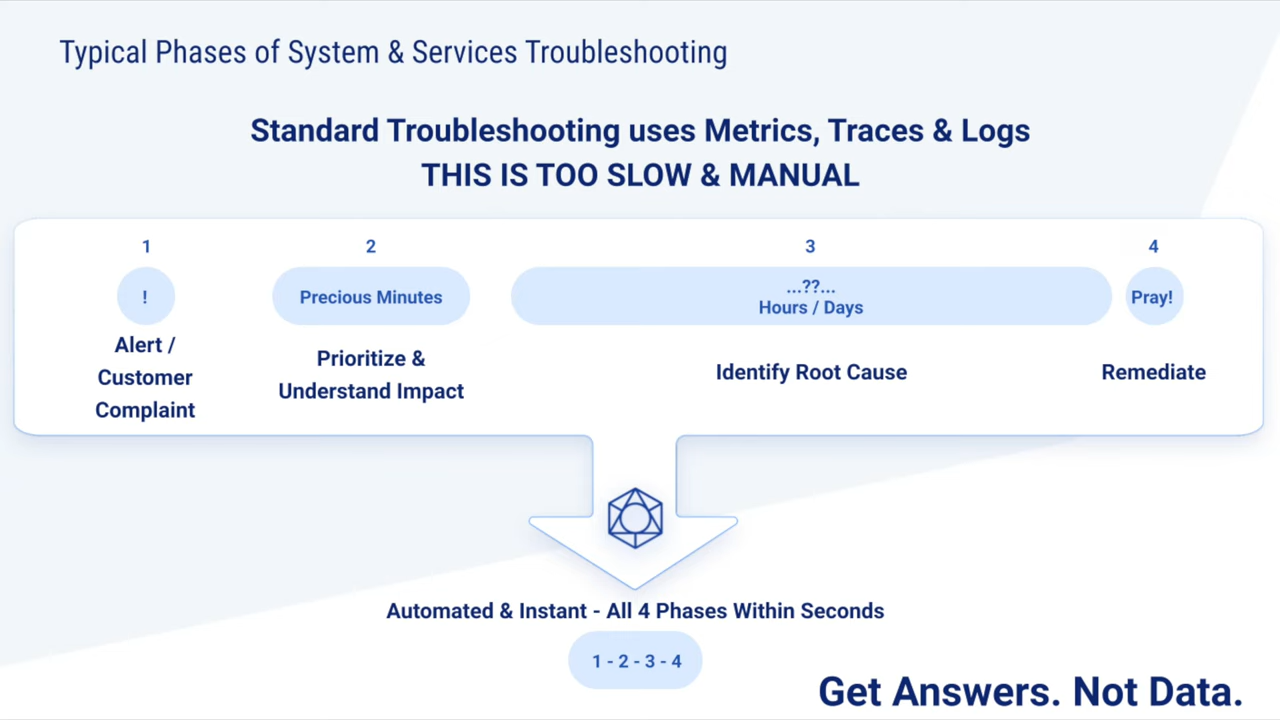 Typical Phases of System & Services Troubleshooting
Standard Troubleshooting uses Metrics, Traces & Logs
THIS IS TOO SLOW & MANUAL
1
!
Alert /
Customer
Complaint
2
Precious Minutes
Prioritize &
Understand Impact
3
...??...
Hours / Days
Identify Root Cause
4
Pray!
Remediate
Automated & Instant - All 4 Phases Within Seconds
1 - 2 - 3 - 4
Get Answers. Not Data.